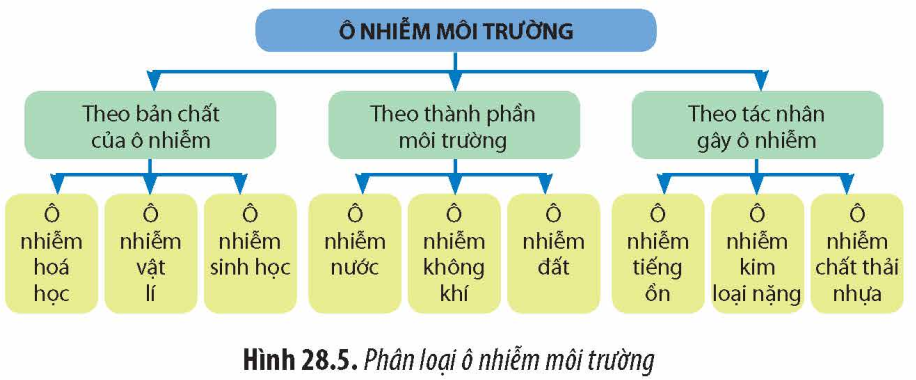 Ô NHIỄM MÔI TRƯỜNG
Theo bản chất
của ô nhiễm
Theo thành phần
môi trường
Theo tác nhân
gây ô nhiễm
Ô
nhiễm
hoá
học
Ô
nhiễm
vật
lí
Ô
nhiễm
sinh học
Ô
nhiễm
nước
Ô
nhiễm
không
khí
Ô
nhiễm
đất
Ô
nhiễm
tiếng
ồn
Ô
nhiễm
kim
loại nặng
Ô
nhiễm
chất thải
nhựa
Hình 28.5. Phân loại ô nhiễm môi trường